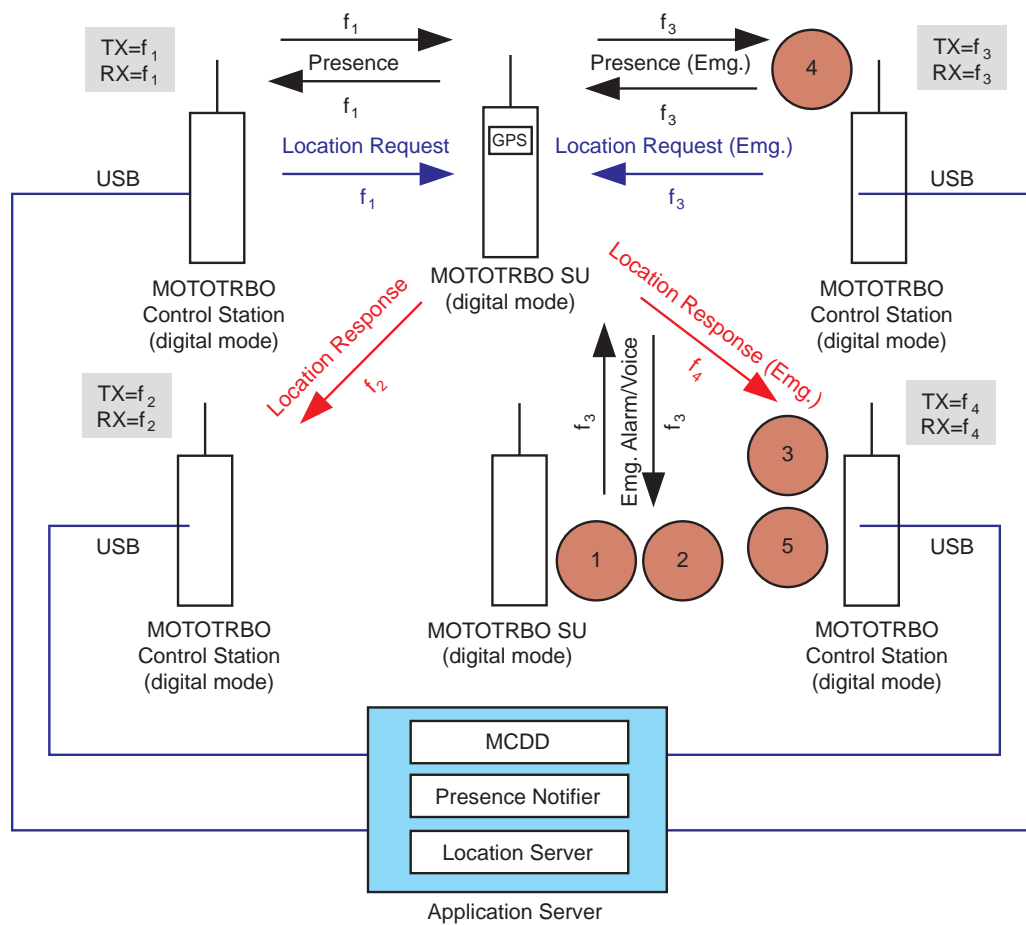 TX=f1
RX=f1
f1
Presence
f1
Location Request
f1
USB
MOTOTRBO
Control Station
(digital mode)
GPS
MOTOTRBO SU
(digital mode)
f3
Presence (Emg.)
f3
Location Request (Emg.)
f3
4
TX=f3
RX=f3
USB
MOTOTRBO
Control Station
(digital mode)
Location Response
f2
TX=f2
RX=f2
USB
MOTOTRBO
Control Station
(digital mode)
f3
Emg. Alarm/Voice
f3
1
2
MOTOTRBO SU
(digital mode)
Location Response (Emg.)
f4
3
5
TX=f4
RX=f4
USB
MOTOTRBO
Control Station
(digital mode)
MCDD
Presence Notifier
Location Server
Application Server